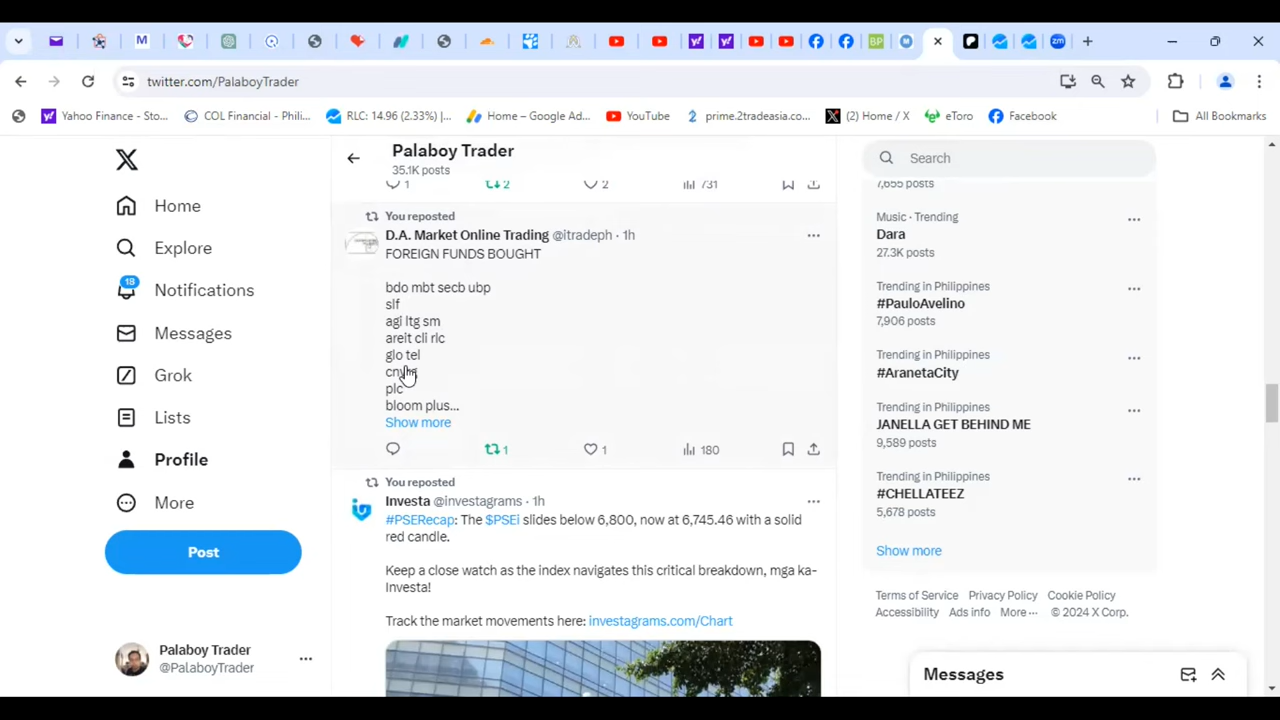 M
BP
zm
twitter.com/PalaboyTrader
Yahoo Finance - Sto...
COL Financial - Phili...
RLC: 14.96 (2.33%) |...
Home – Google Ad...
YouTube
prime.2tradeasia.co...
(2) Home / X
eToro
Facebook
All Bookmarks
Home
Explore
18
Notifications
Messages
Grok
Lists
Profile
More
Post
Palaboy Trader
@PalaboyTrader
Palaboy Trader
35.1K posts
1
2
2
731
You reposted
D.A. Market Online Trading @itradeph · 1h
FOREIGN FUNDS BOUGHT
bdo mbt secb ubp
slf
agi ltg sm
areit cli rlc
glo tel
plc
bloom plus...
Show more
1
1
180
You reposted
Investa @investagrams · 1h
#PSERecap: The $PSEi slides below 6,800, now at 6,745.46 with a solid
red candle.
Keep a close watch as the index navigates this critical breakdown, mga ka-
Investa!
Track the market movements here: investagrams.com/Chart
Search
7,655 posts
Music · Trending
Dara
27.3K posts
Trending in Philippines
#PauloAvelino
7,906 posts
Trending in Philippines
#AranetaCity
Trending in Philippines
JANELLA GET BEHIND ME
9,589 posts
Trending in Philippines
#CHELLATEEZ
5,678 posts
Show more
Terms of Service Privacy Policy Cookie Policy
Accessibility Ads info More ··· © 2024 X Corp.
Messages